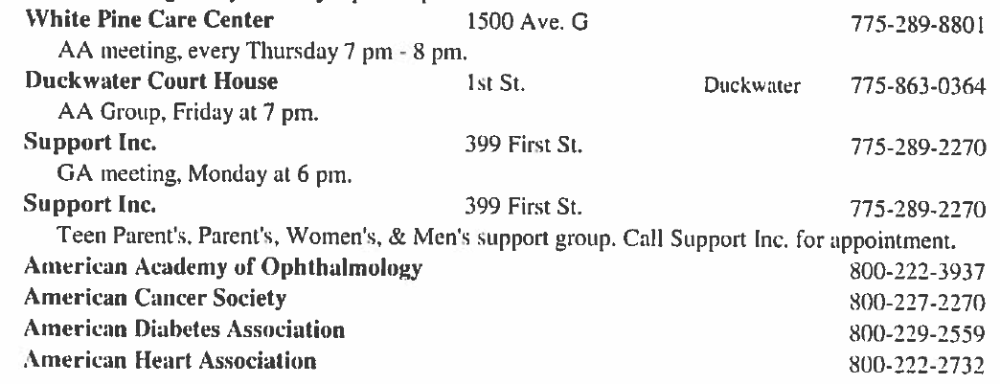 White Pine Care Center 1500 Ave. G 775-289-8801
AA meeting, every Thursday 7 pm - 8 pm.
Duckwater Court House 1st St. Duckwater 775-863-0364
AA Group, Friday at 7 pm.
Support Inc. 399 First St. 775-289-2270
GA meeting, Monday at 6 pm.
Support Inc. 399 First St. 775-289-2270
Teen Parent's, Parent's, Women's, & Men's support group. Call Support Inc. for appointment.
American Academy of Ophthalmology 800-222-3937
American Cancer Society 800-227-2270
American Diabetes Association 800-229-2559
American Heart Association 800-222-2732